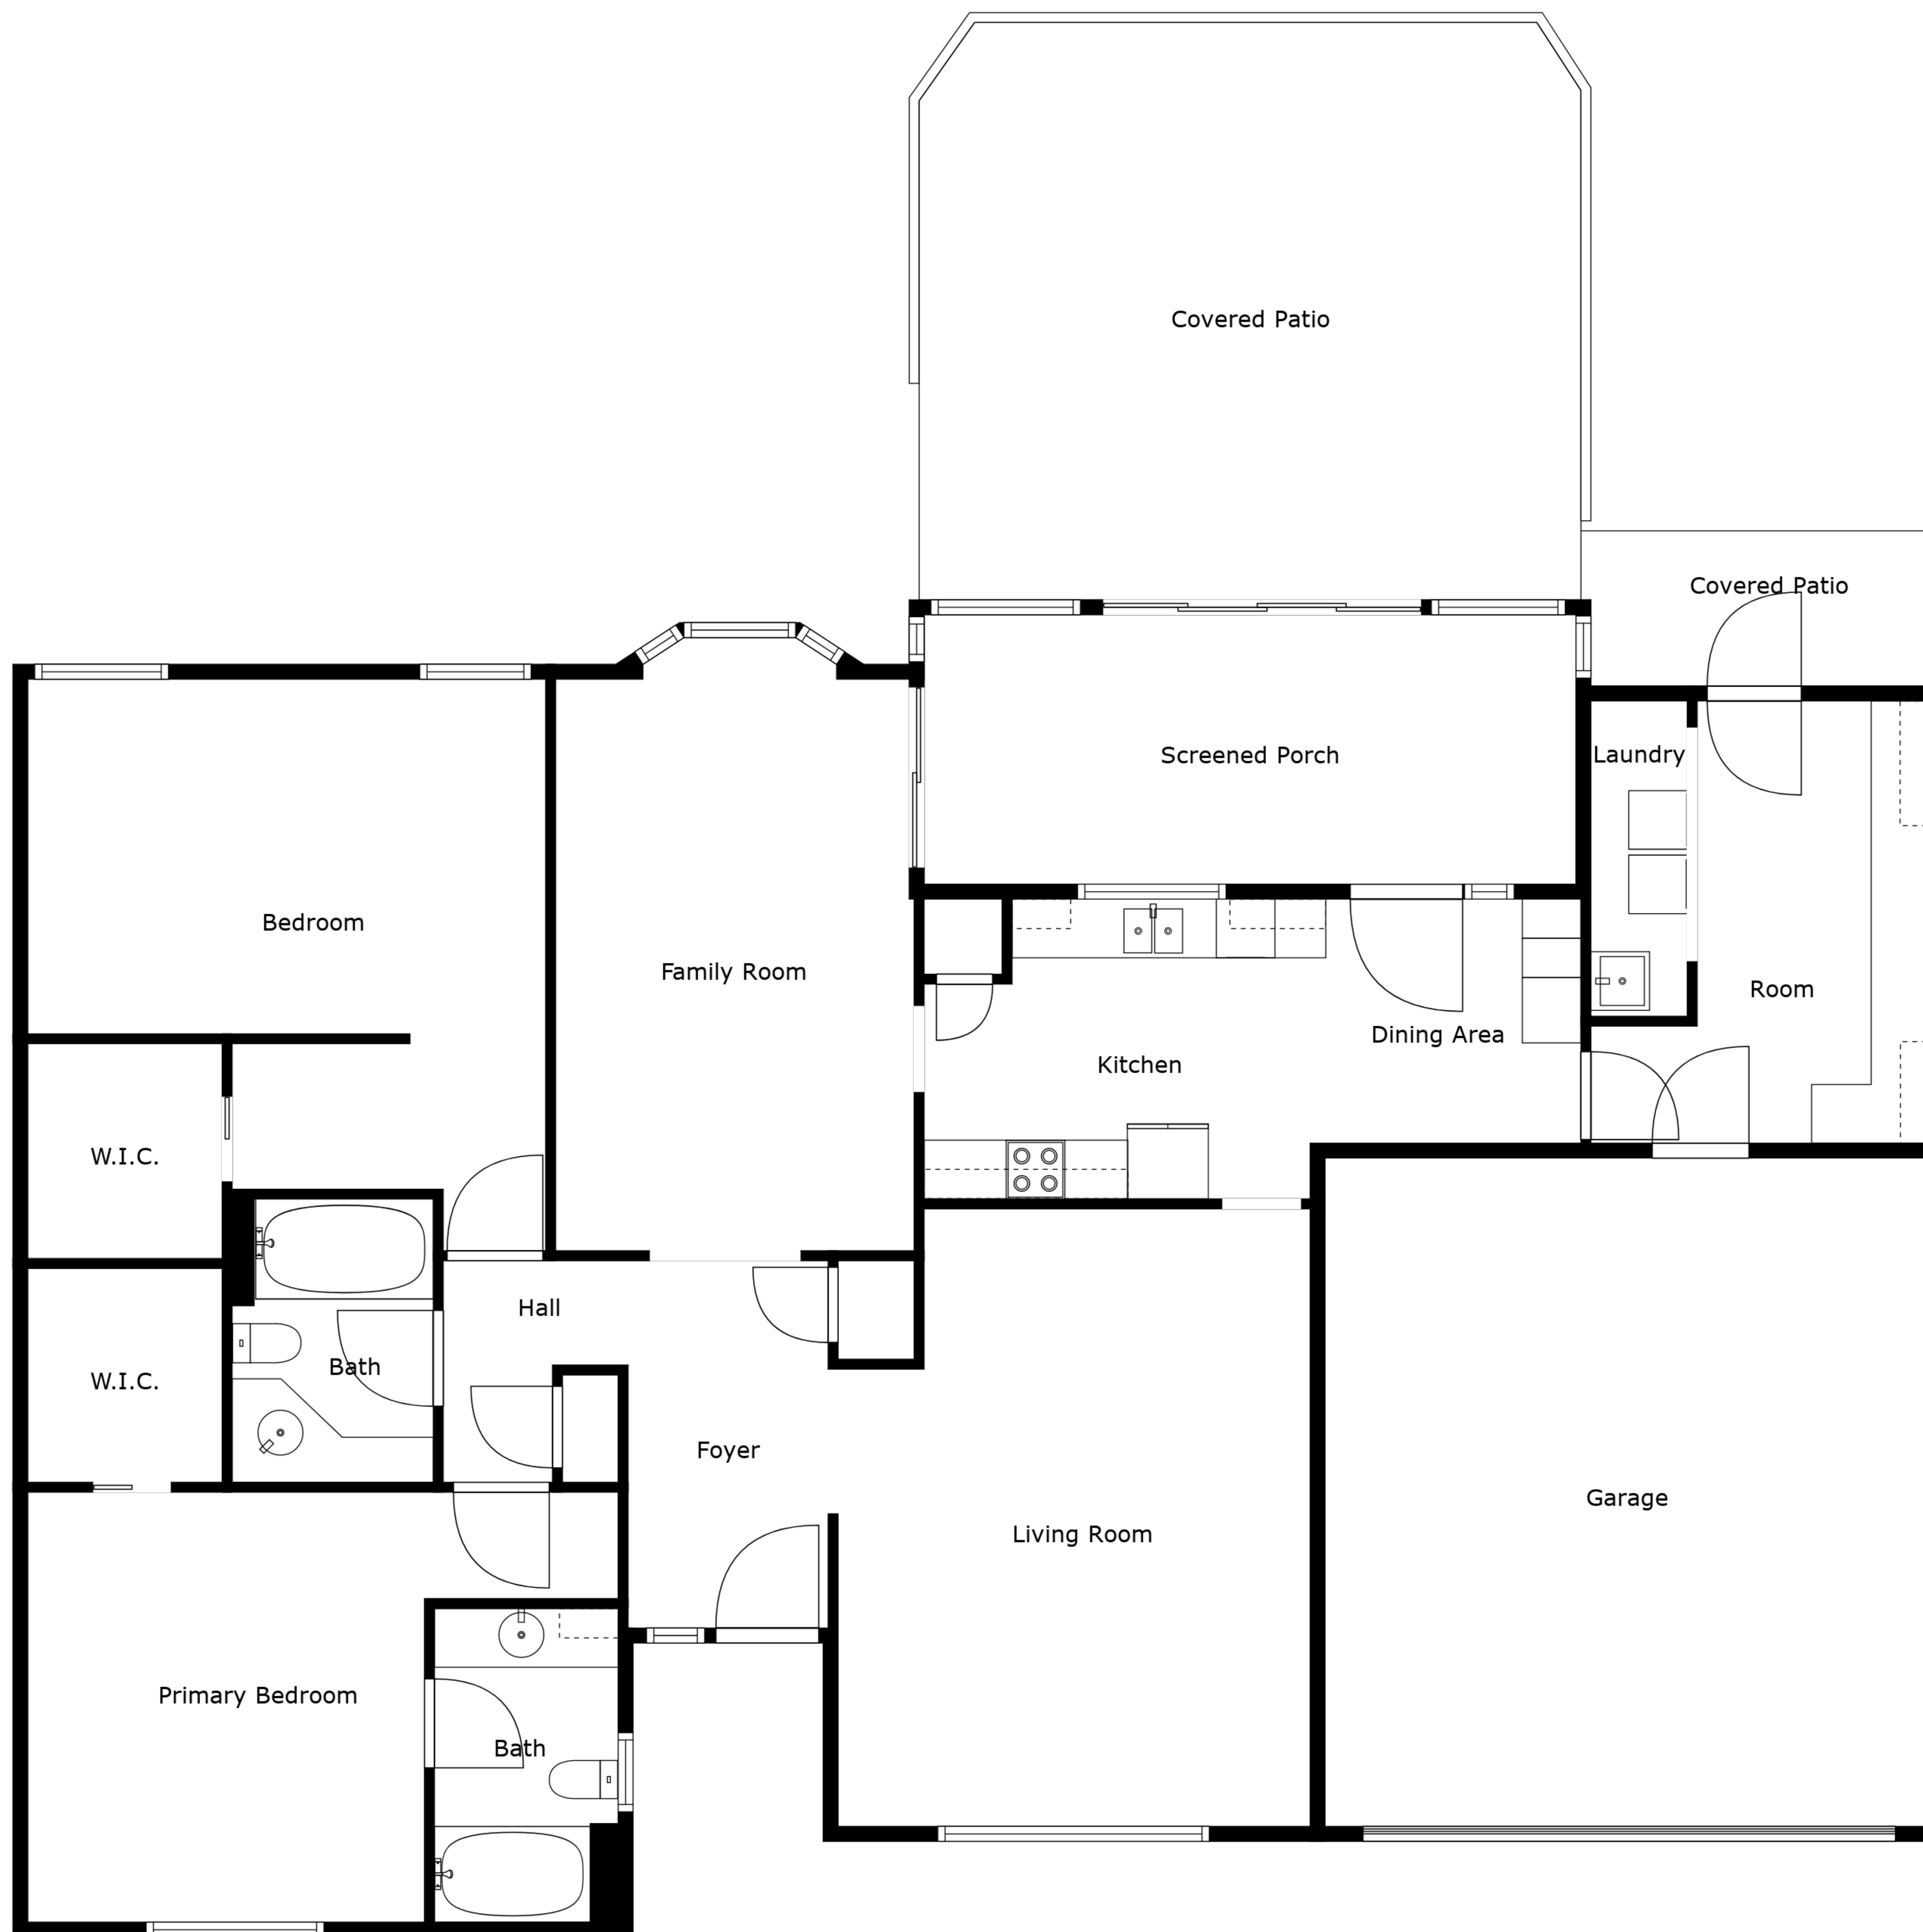 Covered Patio
Covered Patio
Screened Porch
Laundry
Bedroom
Family Room
Room
Dining Area
Kitchen
W.I.C.
Hall
Bath
W.I.C.
Foyer
Garage
Living Room
Primary Bedroom
Bath